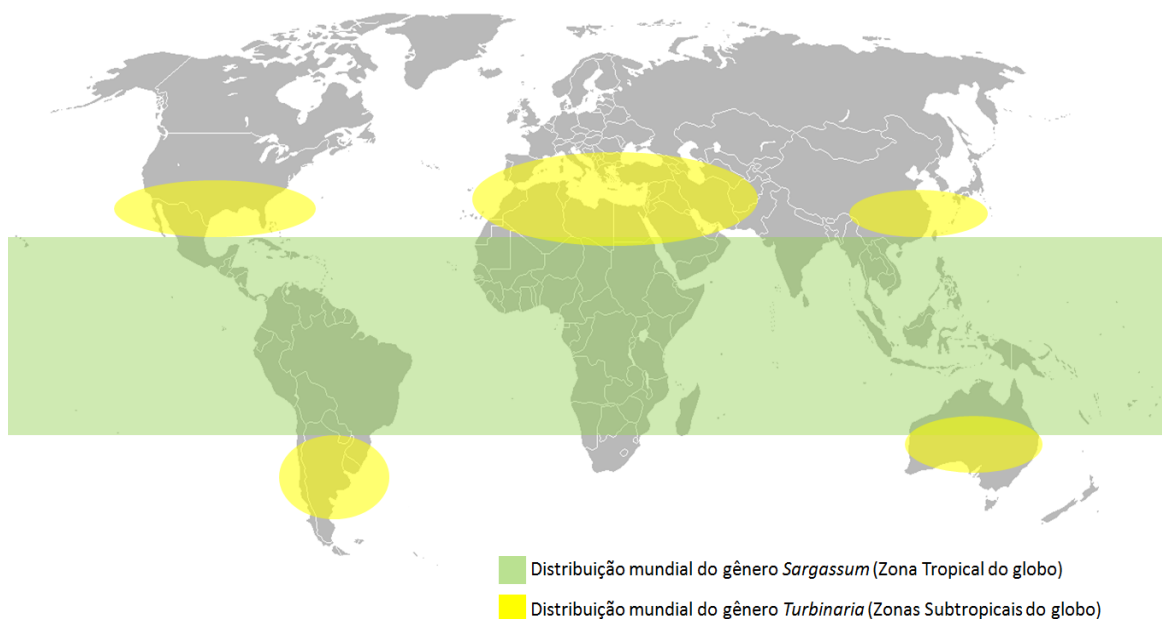 Distribuição mundial do gênero Sargassum (Zona Tropical do globo)
Distribuição mundial do gênero Turbinaria (Zonas Subtropicais do globo)